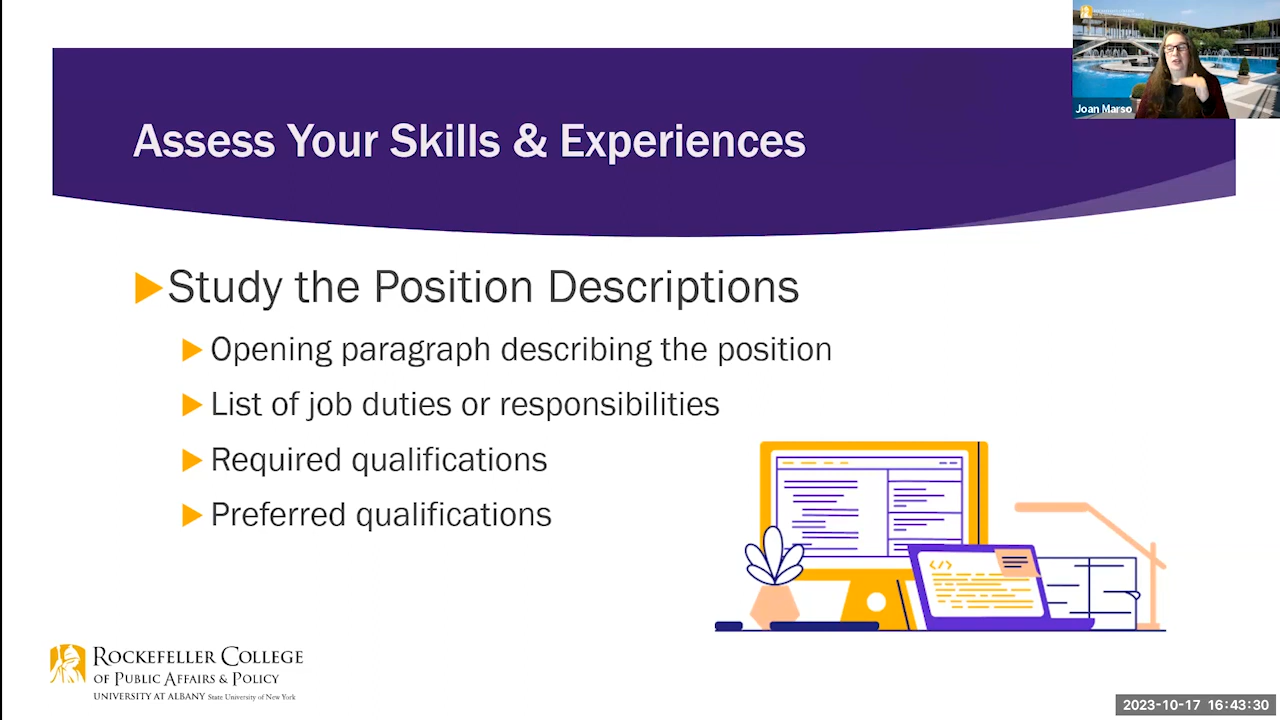 Joan Marso
Assess Your Skills & Experiences
Study the Position Descriptions
Opening paragraph describing the position
List of job duties or responsibilities
Required qualifications
Preferred qualifications
</>
ROCKEFELLER COLLEGE
OF PUBLIC AFFAIRS & POLICY
UNIVERSITY AT ALBANY State University of New York
2023-10-17 16:43:30